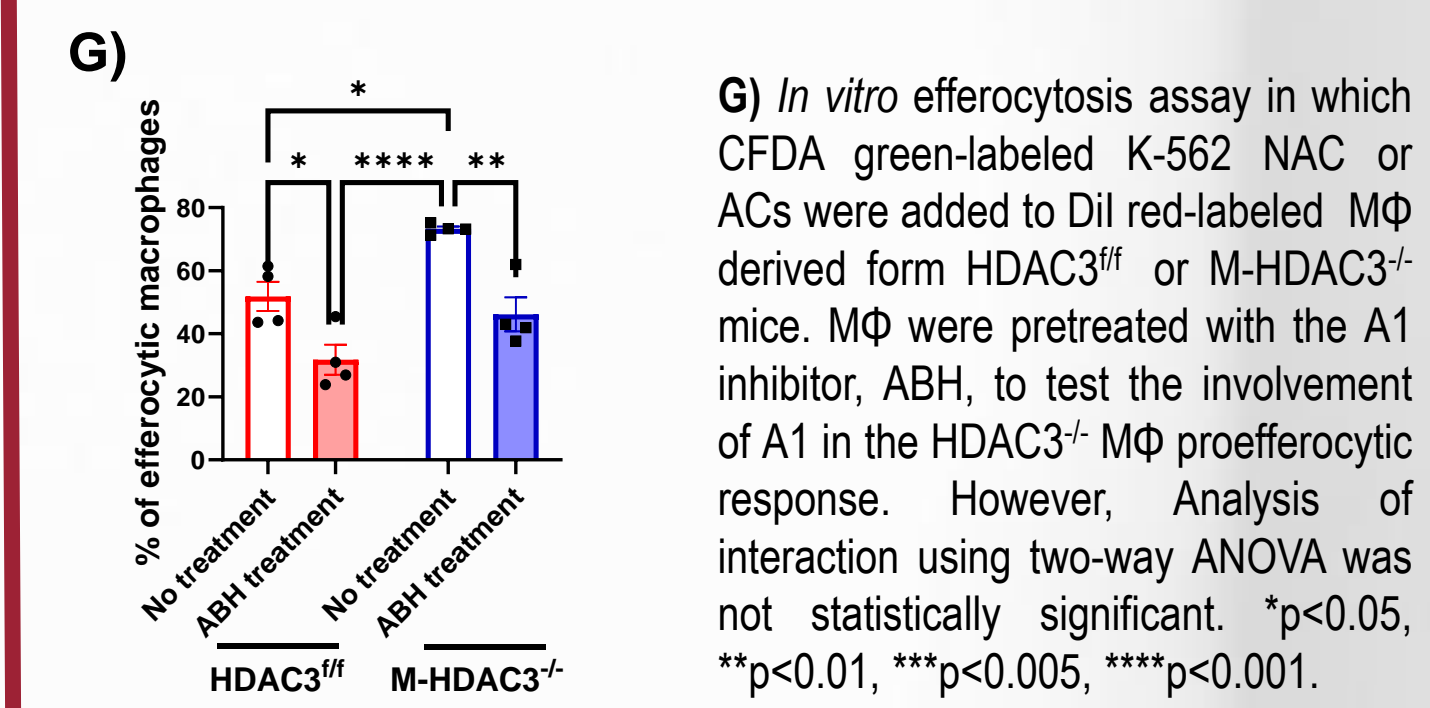 G)
% of efferocytic macrophages
80
60
40
20
0
*
*
****
**
No treatment
ABH treatment
No treatment
ABH treatment
HDAC3f/f
M-HDAC3-/-
G) In vitro efferocytosis assay in which
CFDA green-labeled K-562 NAC or
ACs were added to Dil red-labeled MΦ
derived form HDAC3f/f or M-HDAC3-/-
mice. MΦ were pretreated with the A1
inhibitor, ABH, to test the involvement
of A1 in the HDAC3-/- MΦ proefferocytic
response. However, Analysis of
interaction using two-way ANOVA was
not statistically significant. *p<0.05,
**p<0.01, ***p<0.005, ****p<0.001.